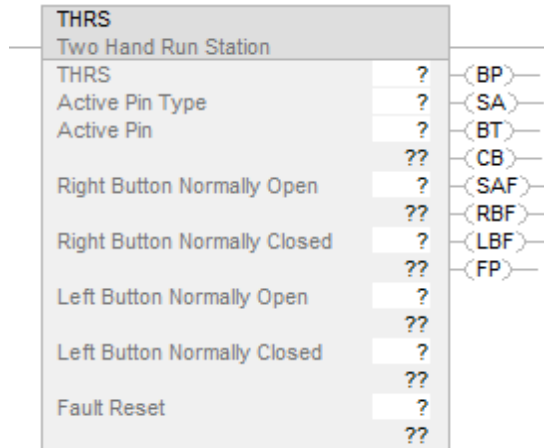 THRS
Two Hand Run Station
THRS ? BP
Active Pin Type ? SA
Active Pin ? BT
?? CB
Right Button Normally Open ? SAF
?? RBF
Right Button Normally Closed ? LBF
?? FP
Left Button Normally Open ?
??
Left Button Normally Closed ?
??
Fault Reset ?
??